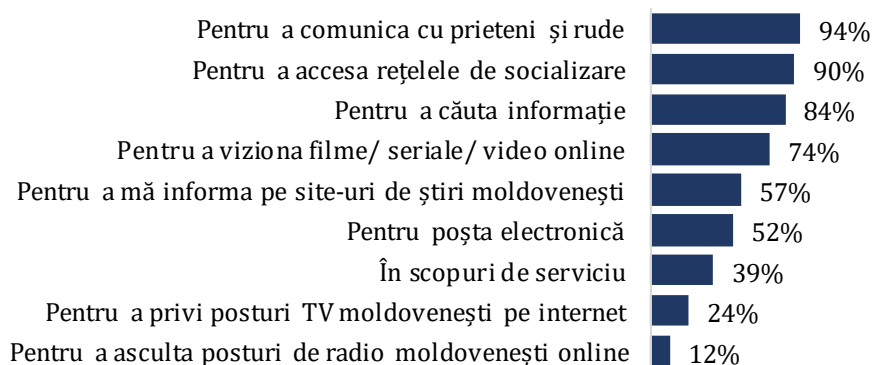 Pentru a comunica cu prieteni și rude 94%
Pentru a accesa rețelele de socializare 90%
Pentru a căuta informație 84%
Pentru a viziona filme/ seriale/ video online 74%
Pentru a mă informa pe site-uri de știri moldovenești 57%
Pentru poșta electronică 52%
În scopuri de serviciu 39%
Pentru a privi posturi TV moldovenești pe internet 24%
Pentru a asculta posturi de radio moldovenești online 12%